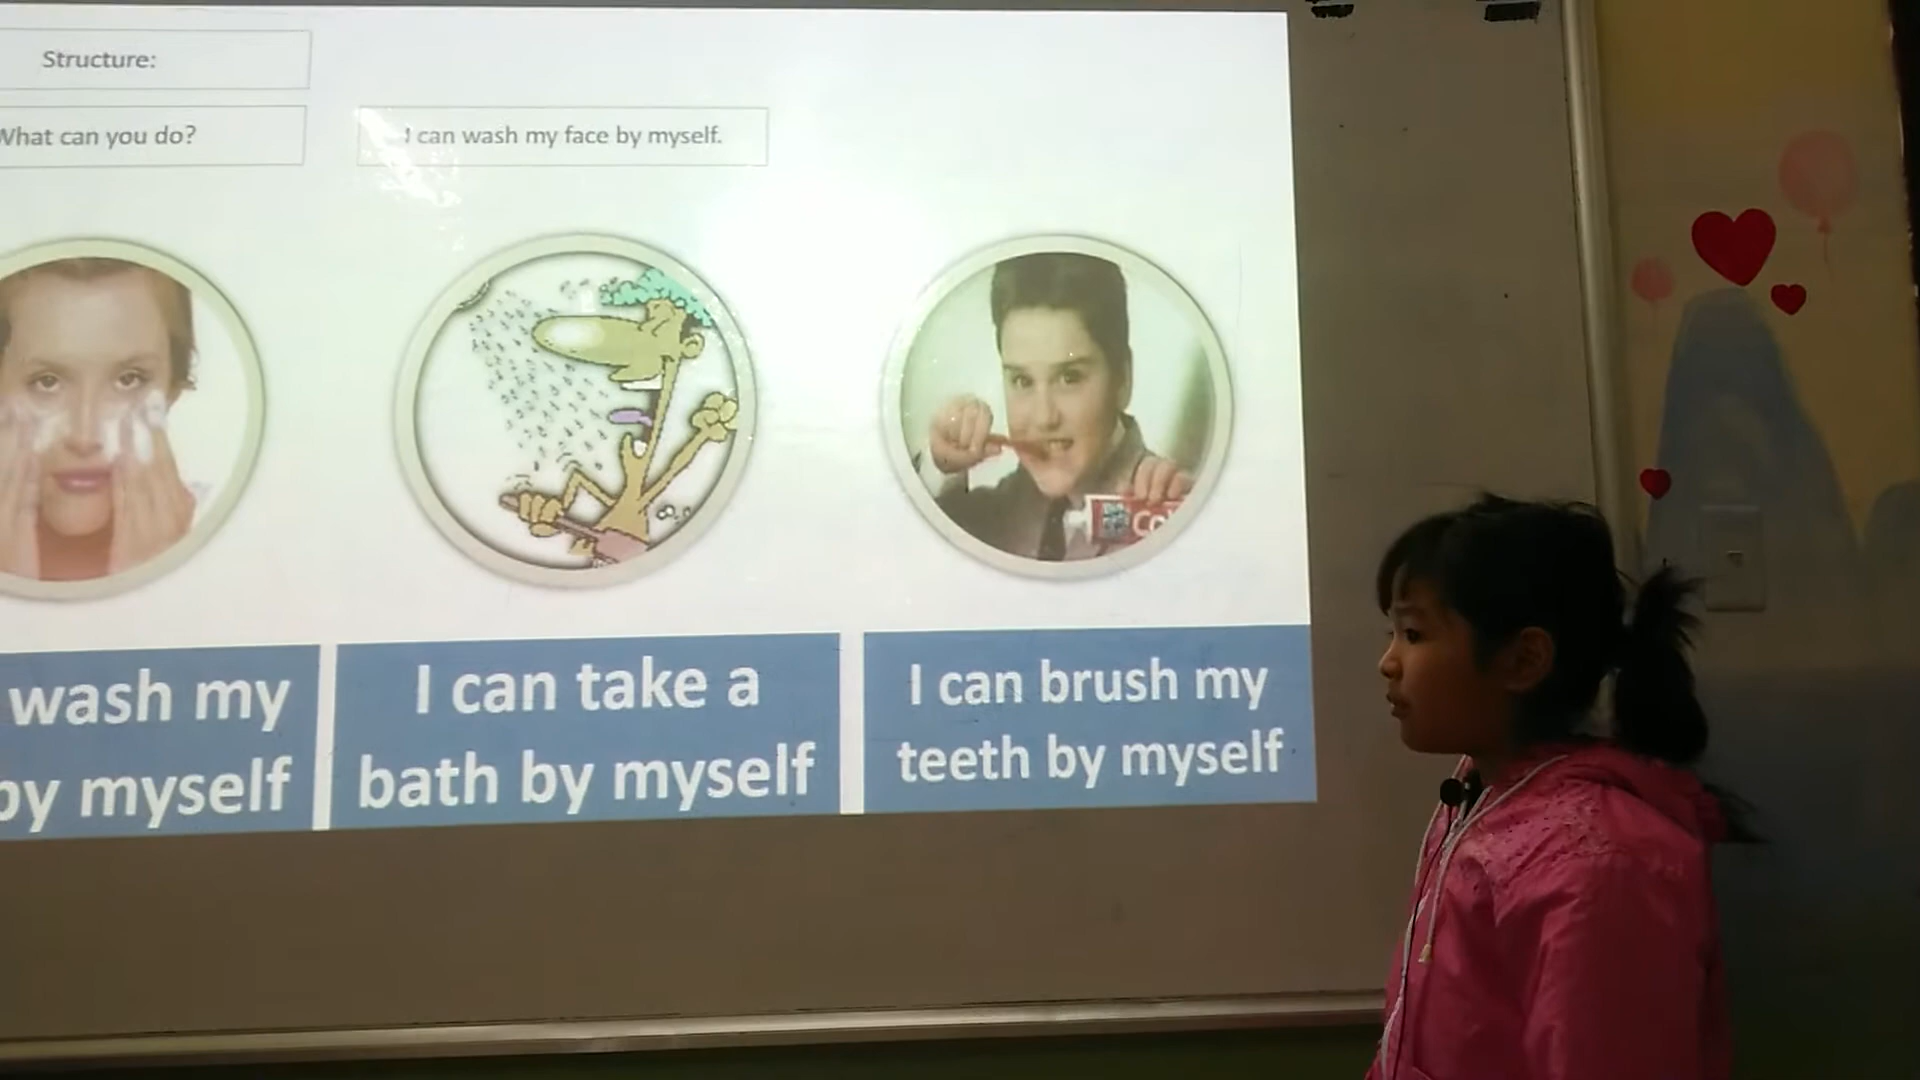 Structure:
What can you do?
I can wash my face by myself.
wash my
by myself
I can take a
bath by myself
I can brush my
teeth by myself
Co